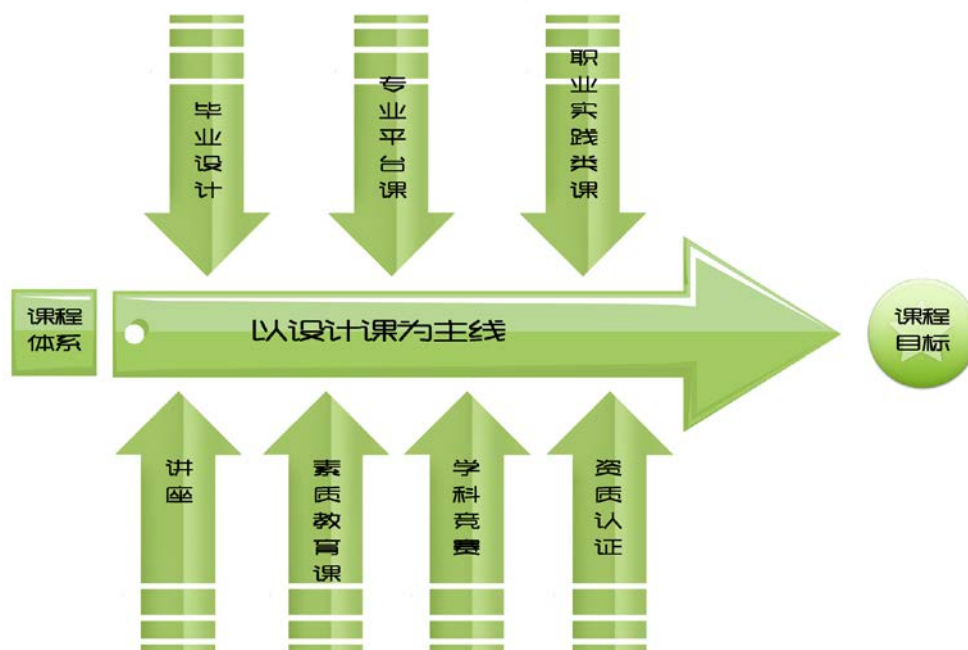 毕业设计
专业平台课
职业实践类课
课程
体系
以设计课为主线
课程
目标
讲座
素质教育课
学科竞赛
资质认证